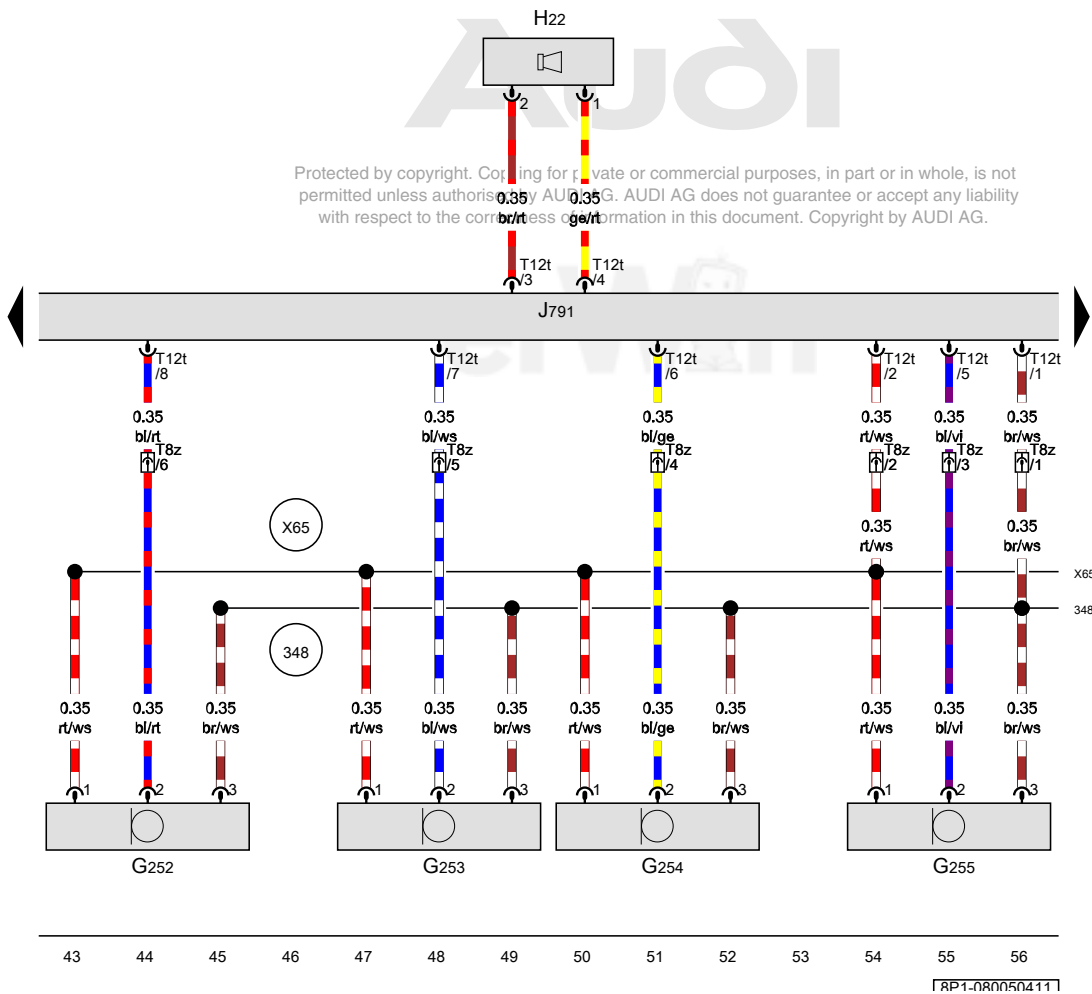 H22
Audi
2 1
Protected by copyright. Copying for private or commercial purposes, in part or in whole, is not
permitted unless authorised by AUDI AG. AUDI AG does not guarantee or accept any liability
with respect to the correctness of information in this document. Copyright by AUDI AG.
0.35 0.35
br/rt ge/rt
T12t T12t
/3 /4
erWin
J791
T12t T12t T12t T12t T12t T12t
/8 /7 /6 /2 /5 /1
0.35 0.35 0.35 0.35 0.35 0.35
bl/rt bl/ws bl/ge rt/ws bl/vi br/ws
T8z T8z T8z T8z T8z T8z
/6 /5 /4 /2 /3 /1
X65 0.35 0.35
rt/ws br/ws
X65
348
348
0.35 0.35 0.35 0.35 0.35 0.35 0.35 0.35 0.35 0.35 0.35 0.35
rt/ws bl/rt br/ws rt/ws bl/ws br/ws rt/ws bl/ge br/ws rt/ws bl/vi br/ws
1 2 3 1 2 3 1 2 3 1 2 3
G252 G253 G254 G255
43 44 45 46 47 48 49 50 51 52 53 54 55 56
8P1-080050411